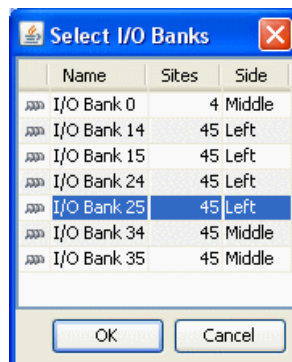 Select I/O Banks
Name Sites Side
I/O Bank 0 4 Middle
I/O Bank 14 45 Left
I/O Bank 15 45 Left
I/O Bank 24 45 Left
I/O Bank 25 45 Left
I/O Bank 34 45 Middle
I/O Bank 35 45 Middle
OK Cancel